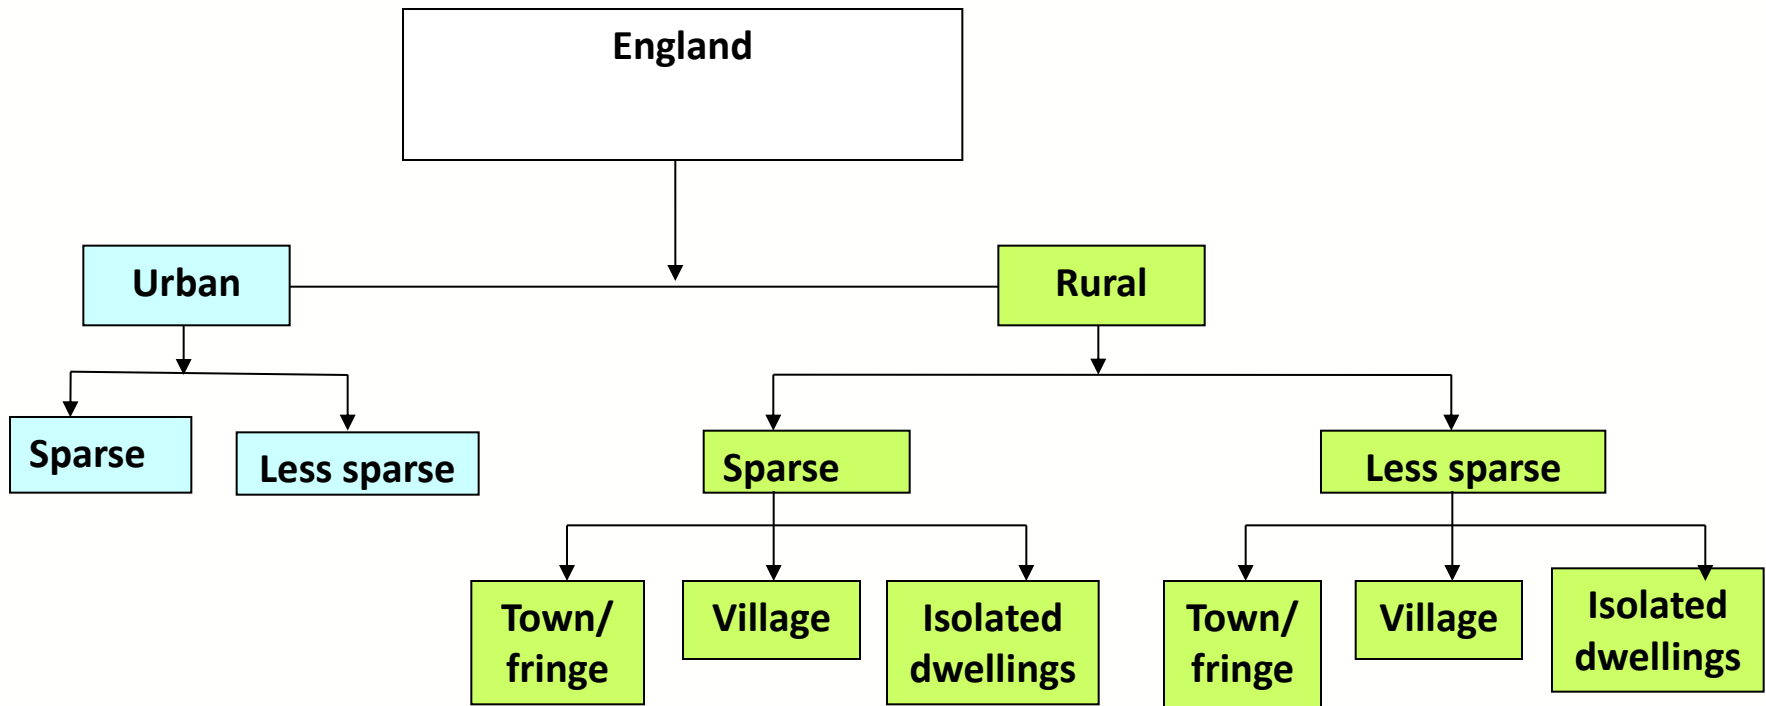 England
Urban
Rural
Sparse
Less sparse
Sparse
Less sparse
Town/
fringe
Village
Isolated
dwellings
Town/
fringe
Village
Isolated
dwellings